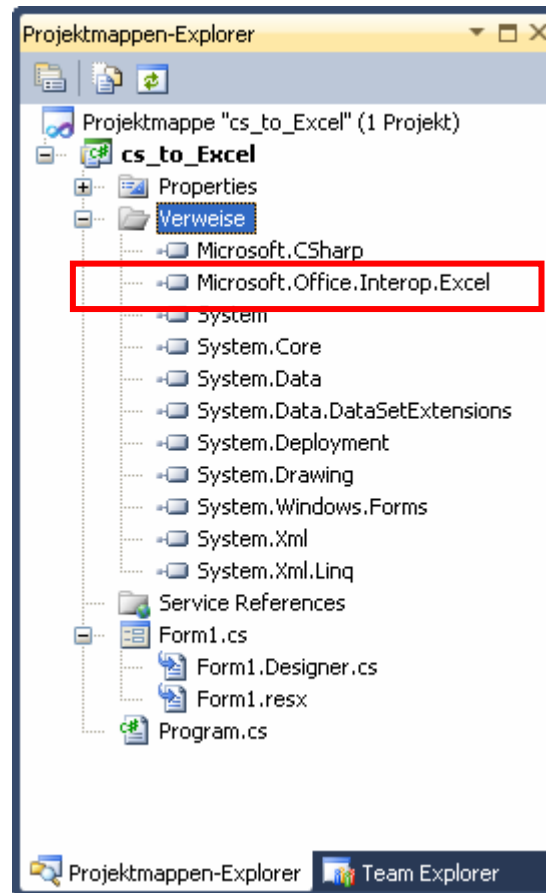 Projektmappen-Explorer
Projektmappe "cs_to_Excel" (1 Projekt)
cs_to_Excel
Properties
Verweise
Microsoft.CSharp
Microsoft.Office.Interop.Excel
System
System.Core
System.Data
System.Data.DataSetExtensions
System.Deployment
System.Drawing
System.Windows.Forms
System.Xml
System.Xml.Linq
Service References
Form1.cs
Form1.Designer.cs
Form1.resx
Program.cs
Projektmappen-Explorer Team Explorer